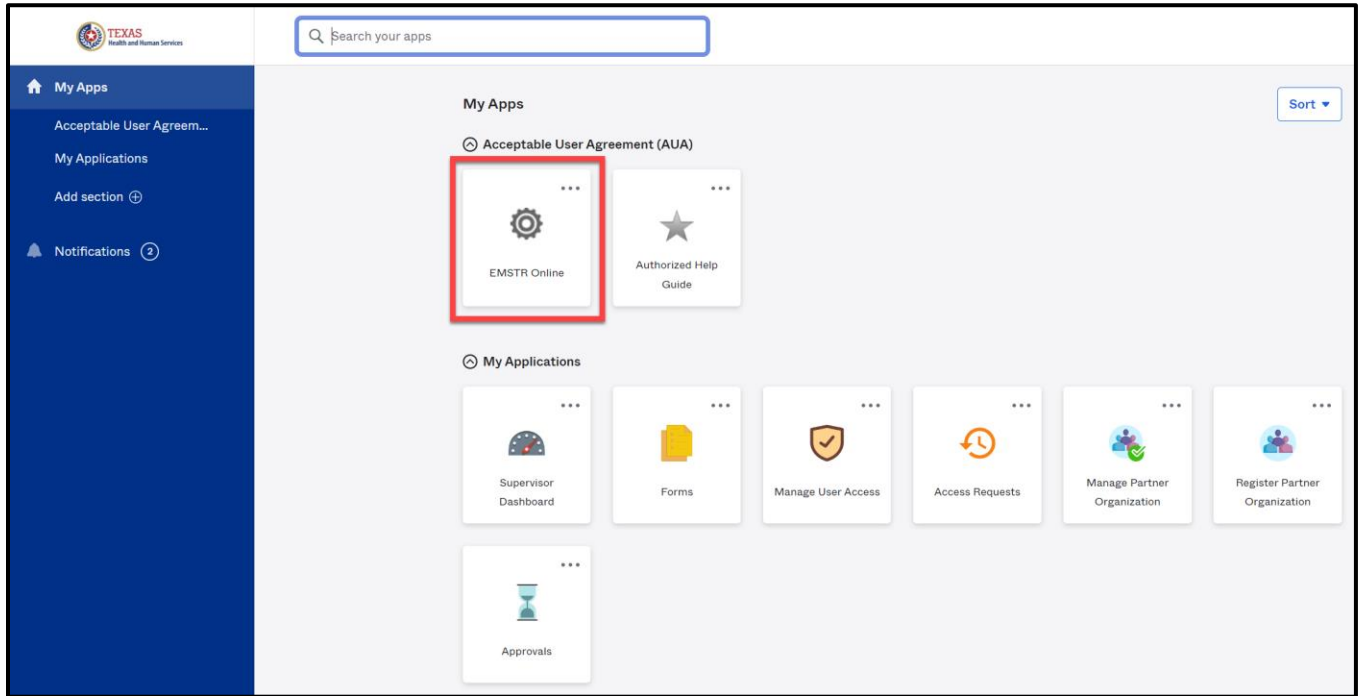 TEXAS
Health and Human Services
Search your apps
My Apps
Acceptable User Agreem...
My Applications
Add section
Notifications 2
My Apps
Sort
Acceptable User Agreement (AUA)
EMSTR Online
Authorized Help
Guide
My Applications
Supervisor
Dashboard
Forms
Manage User Access
Access Requests
Manage Partner
Organization
Register Partner
Organization
Approvals